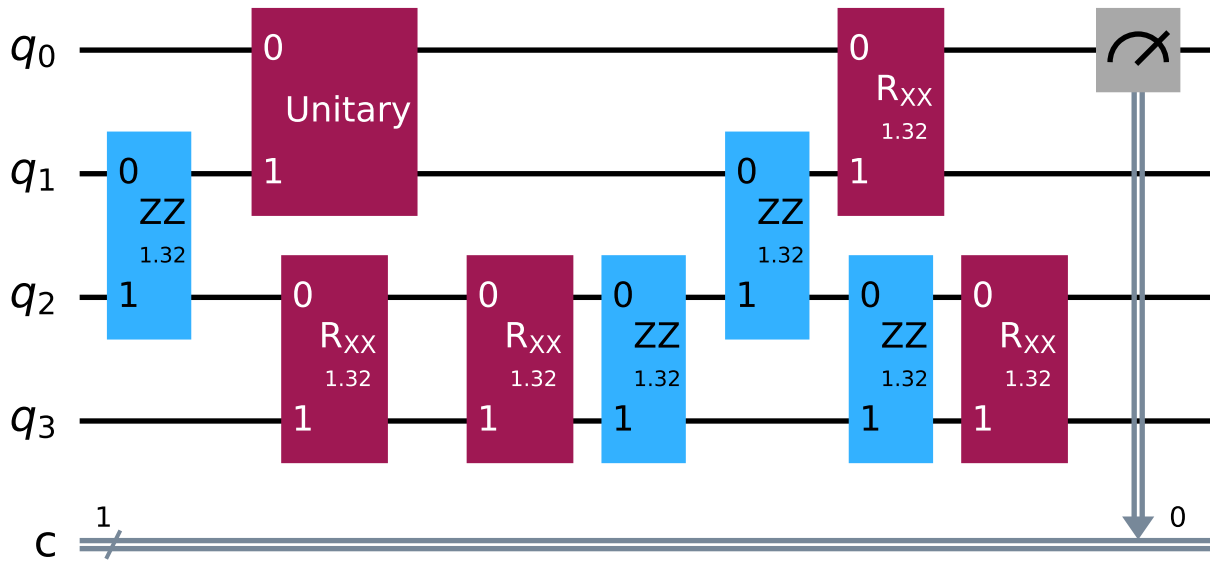 q0 0 0
Unitary RXX
1.32
q1 0 1 0 1
ZZ ZZ
1.32 1.32
q2 1 0 0 0 1 0 0
RXX RXX ZZ ZZ RXX
1.32 1.32 1.32 1.32 1.32
q3 1 1 1 1 1
1 0
c